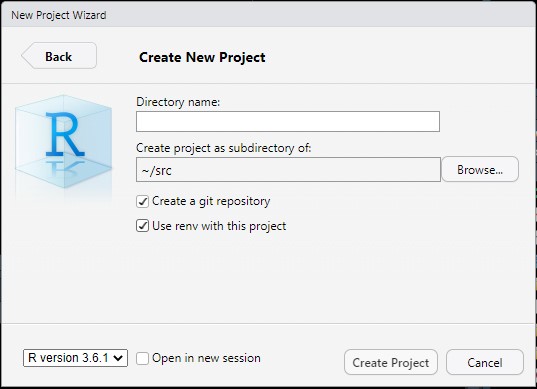 New Project Wizard
Back
Create New Project
R
Directory name:
Create project as subdirectory of:
~/src
Browse...
Create a git repository
Use renv with this project
R version 3.6.1
Open in new session
Create Project
Cancel